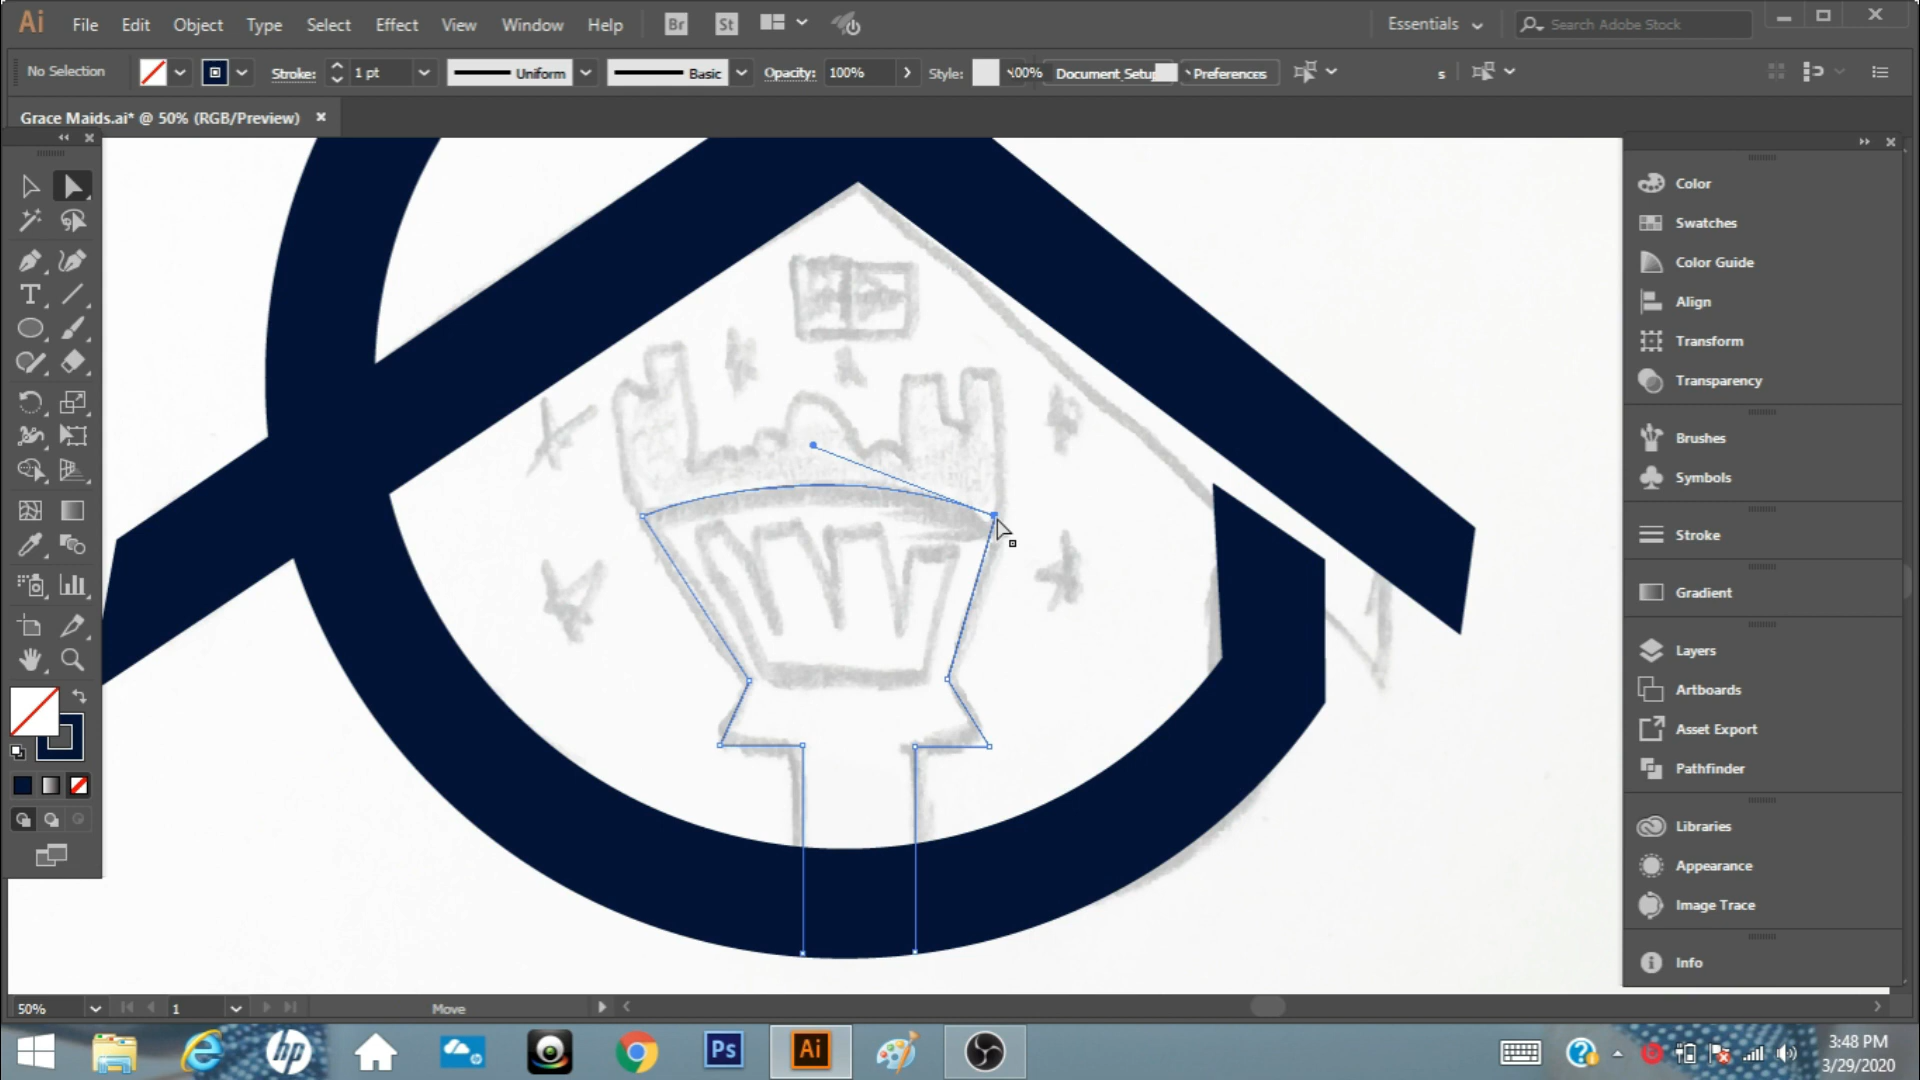 Ai File Edit Object Type Select Effect View Window Help Br St Essentials Search Adobe Stock
No Selection Stroke: 1 pt Uniform Basic Opacity: 100% Style: 100% Document Setup Preferences s
Grace Maids.ai* @ 50% (RGB/Preview)
Color
Swatches
Color Guide
Align
Transform
Transparency
Brushes
Symbols
Stroke
Gradient
Layers
Artboards
Asset Export
Pathfinder
Libraries
Appearance
Image Trace
Info
50% 1 Move
hp Ps Ai
3:48 PM
3/29/2020